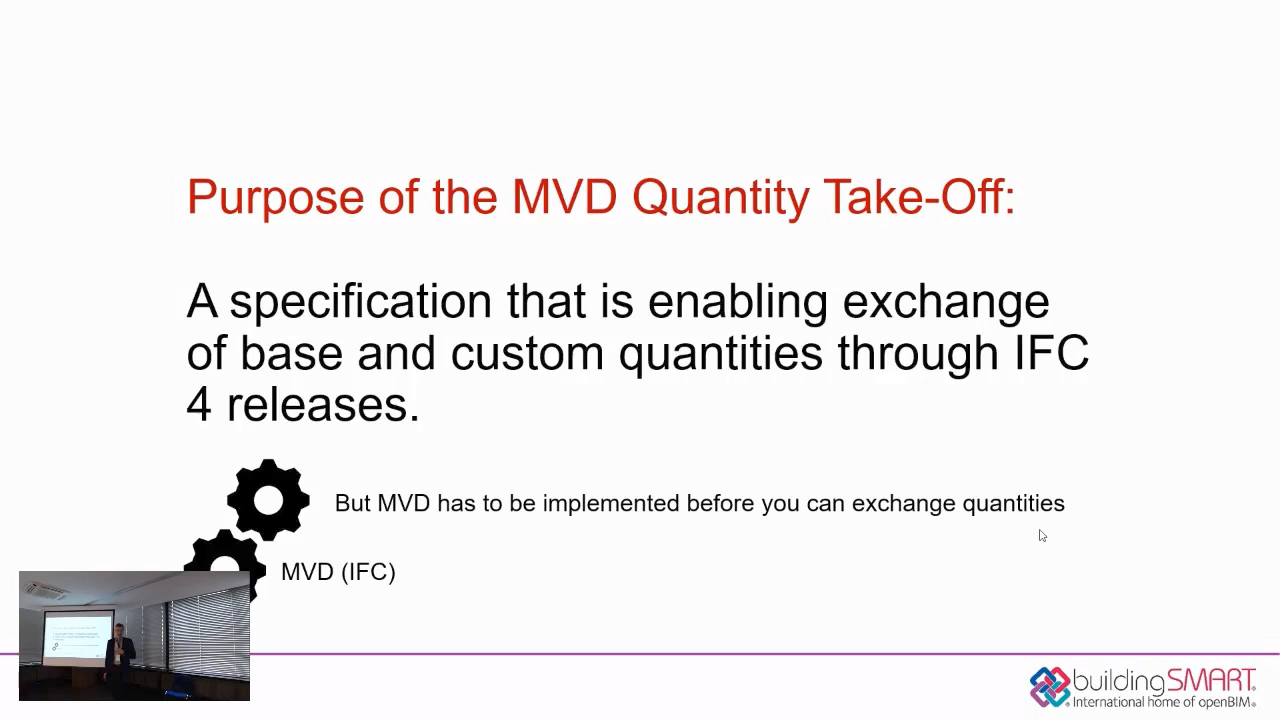 Purpose of the MVD Quantity Take-Off:
A specification that is enabling exchange
of base and custom quantities through IFC
4 releases.
But MVD has to be implemented before you can exchange quantities
MVD (IFC)
buildingSMART®
International home of openBIM®